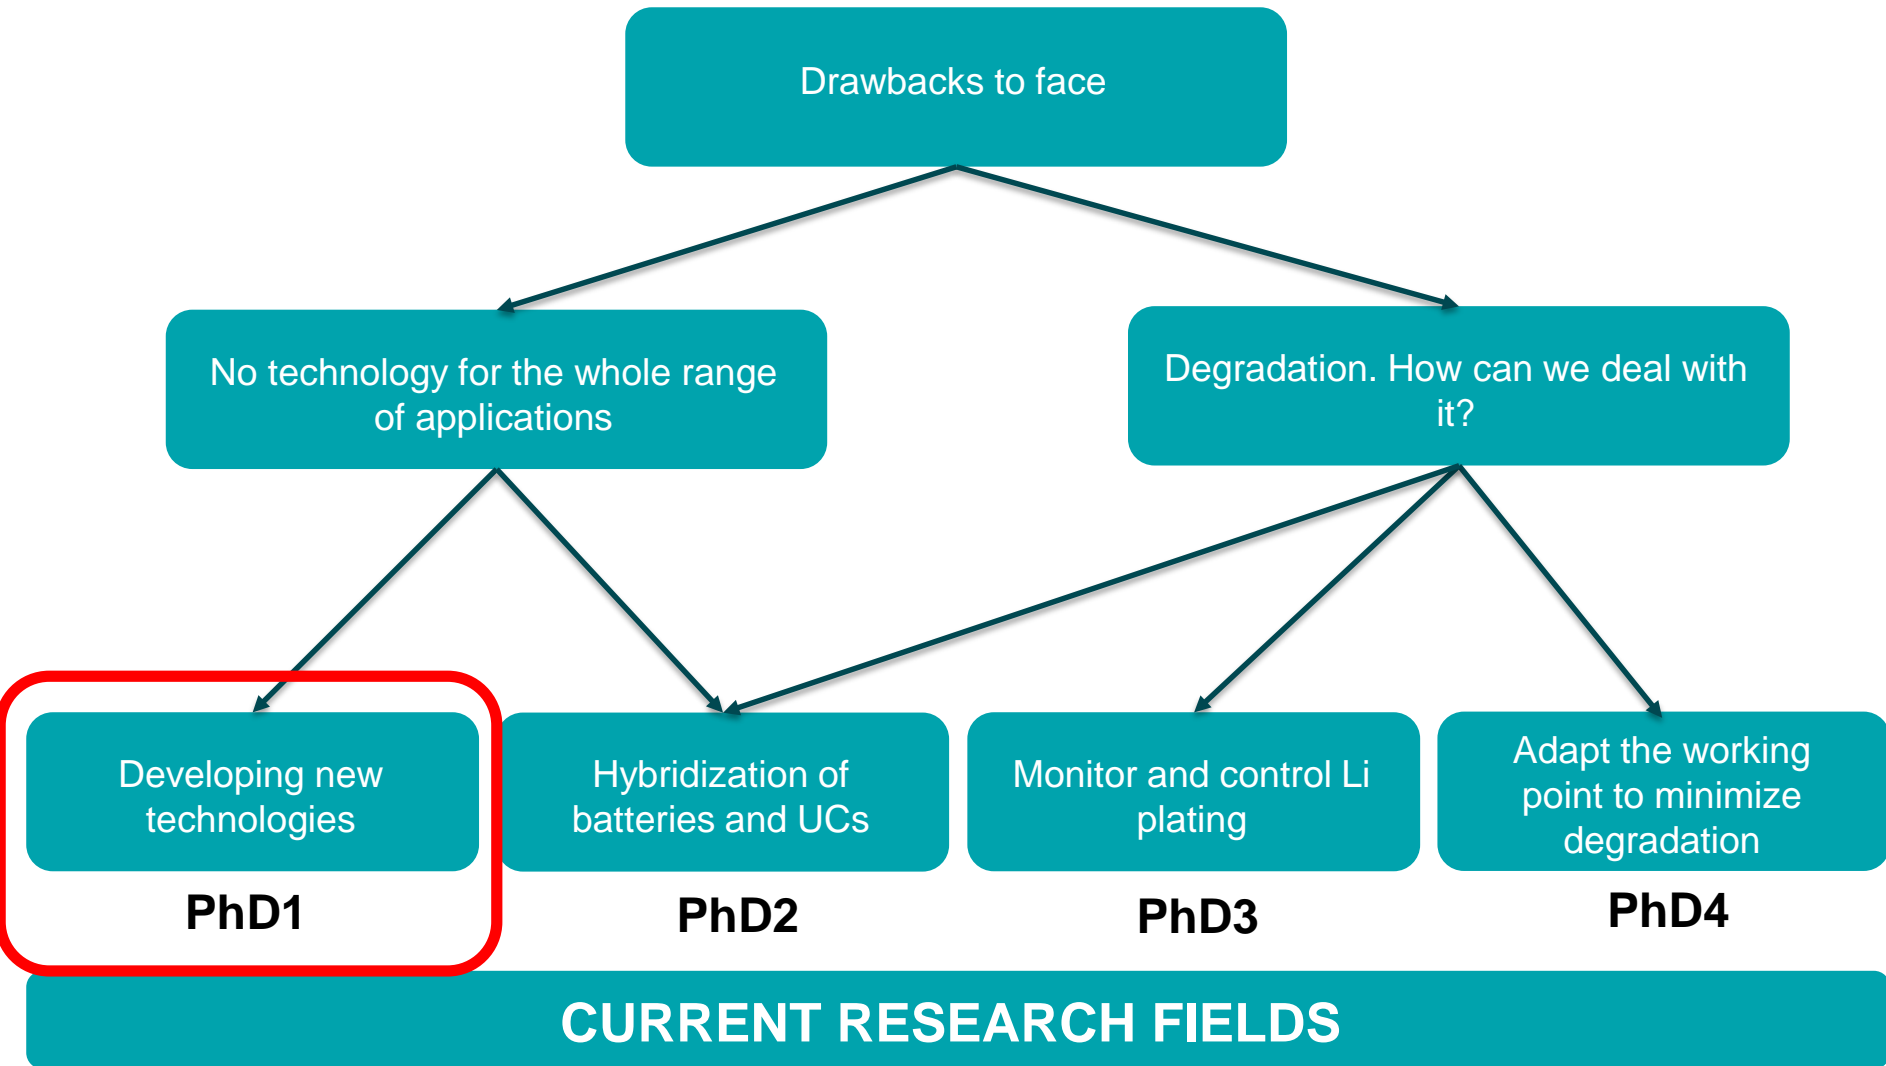 Drawbacks to face
No technology for the whole range
of applications
Degradation. How can we deal with
it?
Developing new
technologies
Hybridization of
batteries and UCs
Monitor and control Li
plating
Adapt the working
point to minimize
degradation
PhD1
PhD2
PhD3
PhD4
CURRENT RESEARCH FIELDS